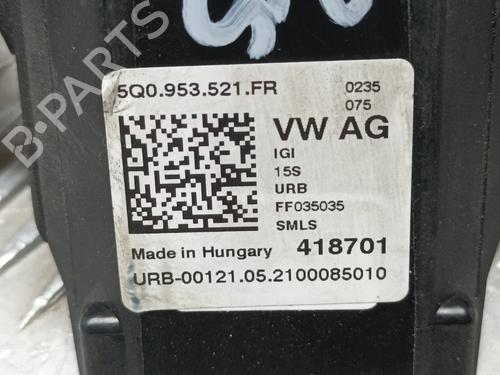 5Q0.953.521.FR 0235
075
VW AG
IGI
15S
URB
FF035035
SMLS
Made in Hungary 418701
URB-00121.05.2100085010
B-Parts